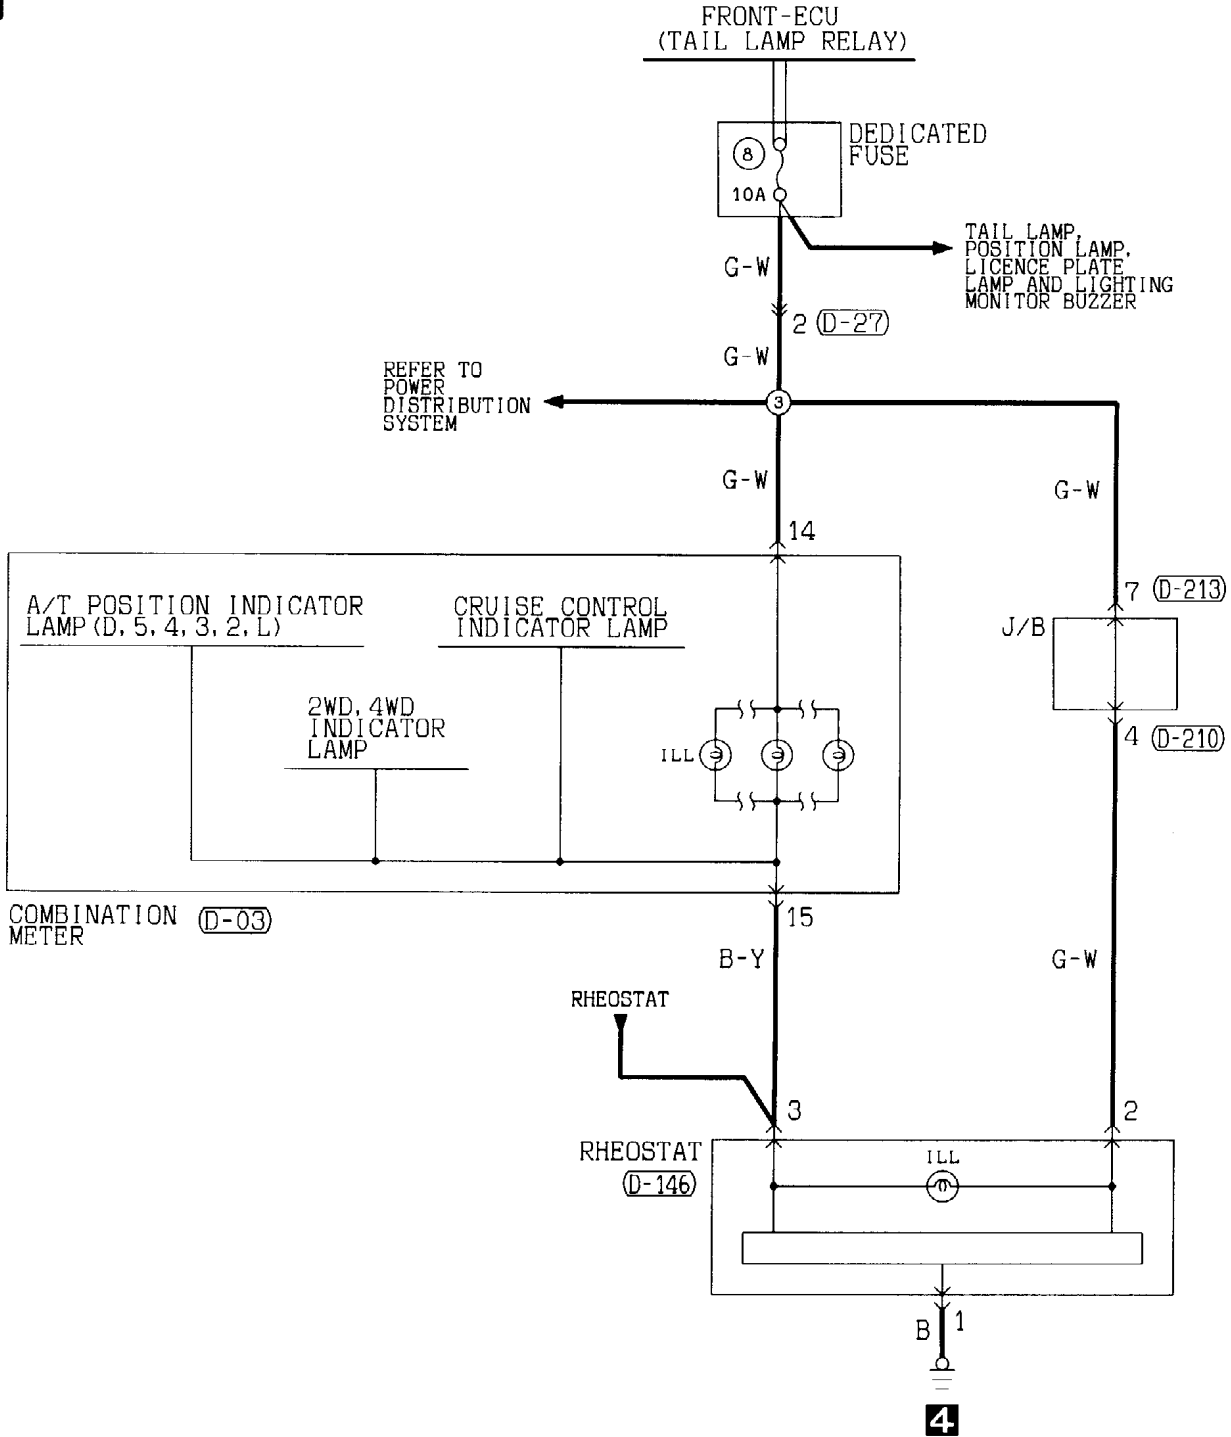 FRONT-ECU
(TAIL LAMP RELAY)
DEDICATED
FUSE
8
10A
TAIL LAMP,
POSITION LAMP,
LICENCE PLATE
LAMP AND LIGHTING
MONITOR BUZZER
G-W
2 (D-27)
G-W
REFER TO
POWER
DISTRIBUTION
SYSTEM
3
G-W
G-W
14
7 (D-213)
J/B
4 (D-210)
A/T POSITION INDICATOR
LAMP(D, 5, 4, 3, 2, L)
CRUISE CONTROL
INDICATOR LAMP
2WD, 4WD
INDICATOR
LAMP
ILL
COMBINATION
METER
(D-03)
15
B-Y
G-W
RHEOSTAT
3
2
RHEOSTAT
(D-146)
ILL
B
1
4